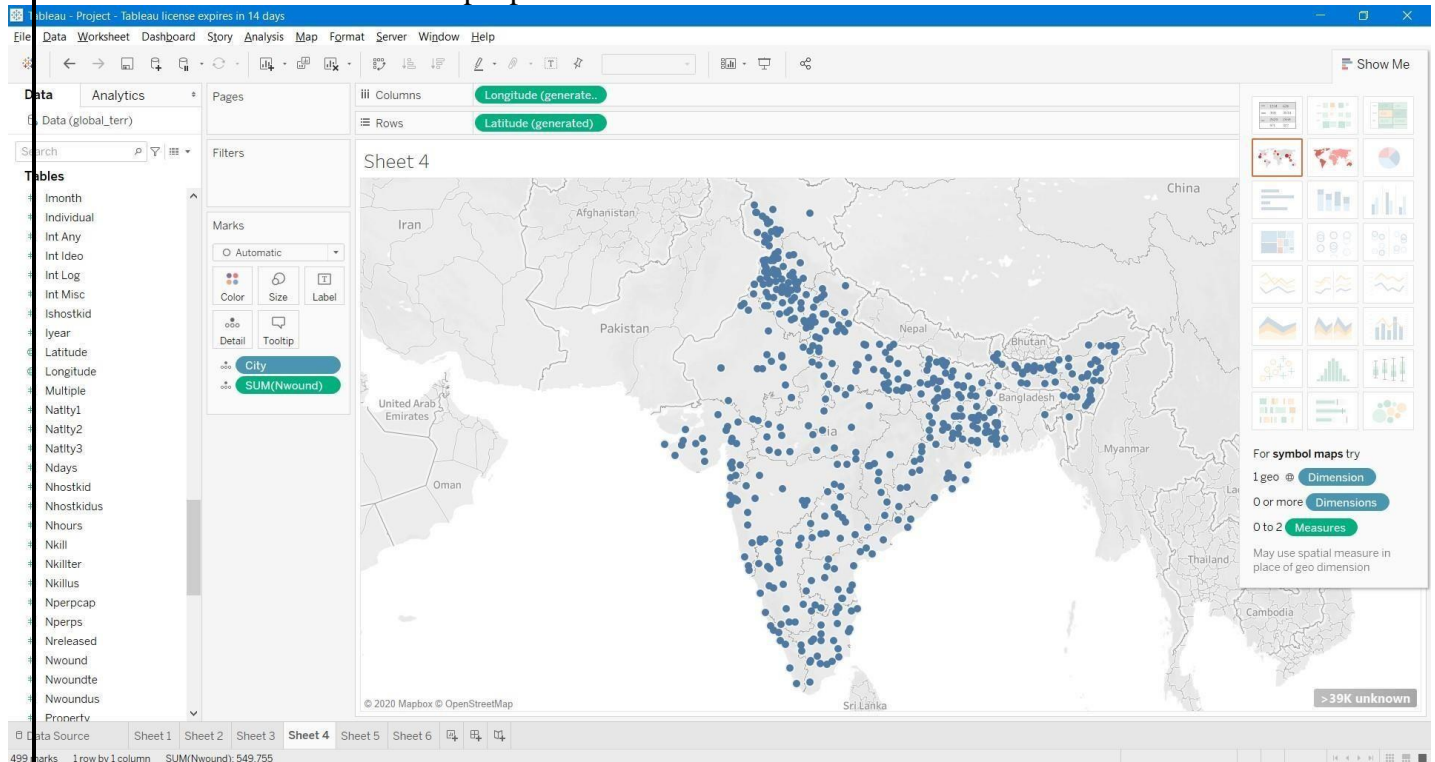 Tableau - Project - Tableau license expires in 14 days
File Data Worksheet Dashboard Story Analysis Map Format Server Window Help
Show Me
Data Analytics
Pages
iii Columns
Longitude (generate..
Data (global_terr)
Rows
Latitude (generated)
Search
Filters
Sheet 4
Tables
Imonth
Individual
Int Any
Int Ideo
Int Log
Int Misc
Ishostkid
Iyear
Latitude
Longitude
Multiple
Natlty1
Natlty2
Natlty3
Ndays
Nhostkid
Nhostkidus
Nhours
Nkill
Nkillter
Nkillus
Nperpcap
Nperps
Nreleased
Nwound
Nwoundte
Nwoundus
Property
Marks
Automatic
Color Size Label
Detail Tooltip
City
SUM(Nwound)
China
Afghanistan
Iran
Pakistan
Nepal
Bhutan
United Arab
Emirates
Bangladesh
Myanmar
Oman
Thailand
Cambodia
Sri Lanka
© 2020 Mapbox © OpenStreetMap
>39K unknown
For symbol maps try
1 geo Dimension
0 or more Dimensions
0 to 2 Measures
May use spatial measure in
place of geo dimension
Data Source Sheet 1 Sheet 2 Sheet 3 Sheet 4 Sheet 5 Sheet 6
499 marks 1 row by 1 column SUM(Nwound): 549,755